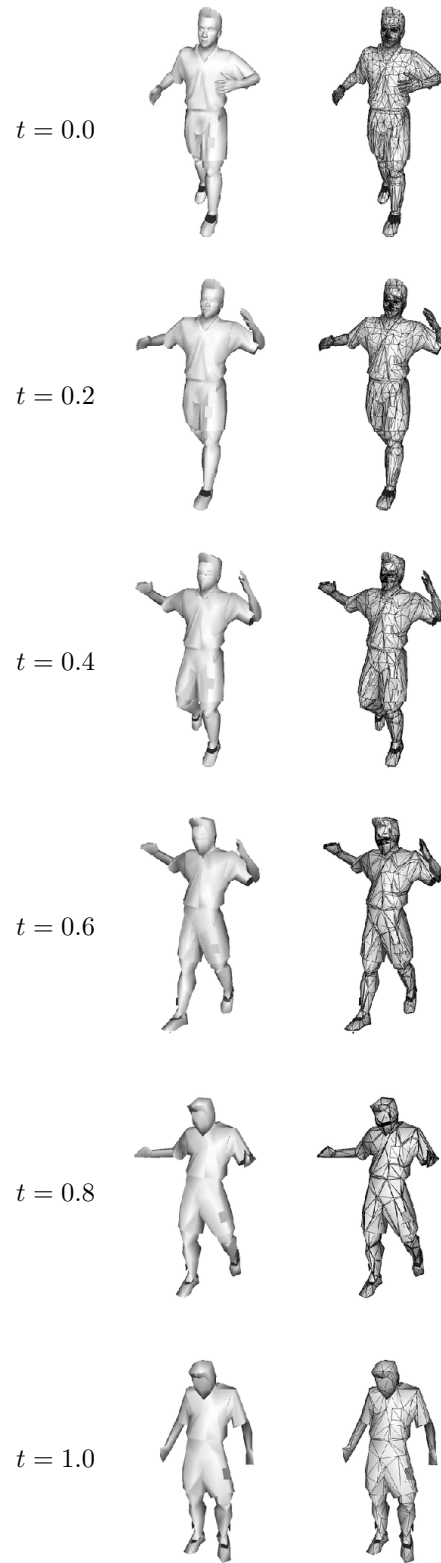 t = 0.0
t = 0.2
t = 0.4
t = 0.6
t = 0.8
t = 1.0